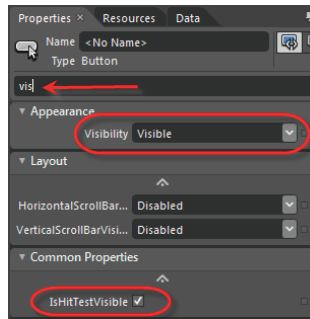 Properties × Resources Data
Name <No Name>
Type Button
vis
Appearance
Visibility Visible
Layout
HorizontalScrollBar... Disabled
VerticalScrollBarVisi... Disabled
Common Properties
IsHitTestVisible